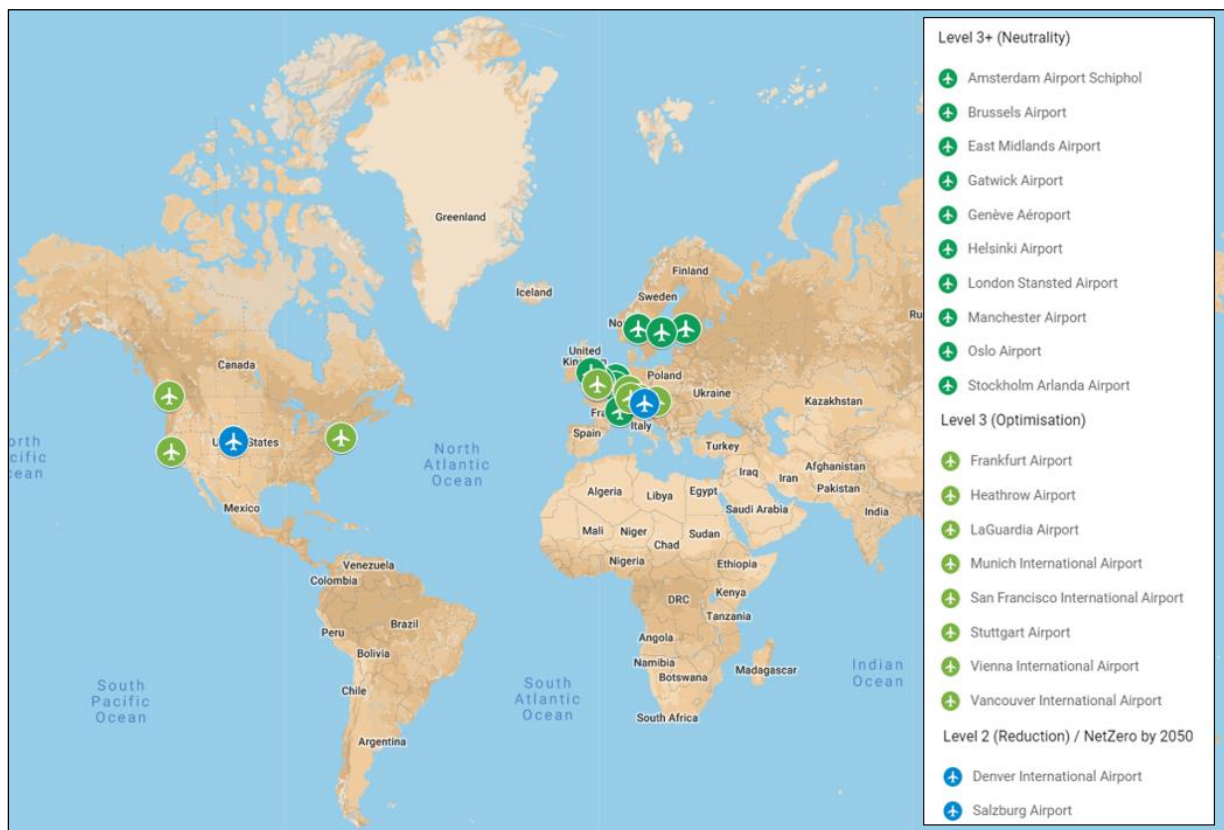 Greenland
Iceland
Finland
Sweden
No
Ru
United
Kingdom
Poland
Ukraine
Kazakhstan
Fra
Italy
Spain
Turkey
Canada
United States
Mexico
orth
cific
cean
North
Atlantic
Ocean
Iraq
Iran
Afghanistan
Pakistan
India
Algeria
Libya
Egypt
Saudi Arabia
Mali
Niger
Chad
Sudan
Nigeria
Ethiopia
Venezuela
Colombia
DRC
Kenya
Tanzania
Peru
Brazil
Bolivia
Angola
Namibia
Botswana
Madagascar
Chile
South Africa
Argentina
South
Pacific
Ocean
South
Atlantic
Ocean
Indian
Ocean
Level 3+ (Neutrality)
Amsterdam Airport Schiphol
Brussels Airport
East Midlands Airport
Gatwick Airport
Genève Aéroport
Helsinki Airport
London Stansted Airport
Manchester Airport
Oslo Airport
Stockholm Arlanda Airport
Level 3 (Optimisation)
Frankfurt Airport
Heathrow Airport
LaGuardia Airport
Munich International Airport
San Francisco International Airport
Stuttgart Airport
Vienna International Airport
Vancouver International Airport
Level 2 (Reduction) / NetZero by 2050
Denver International Airport
Salzburg Airport